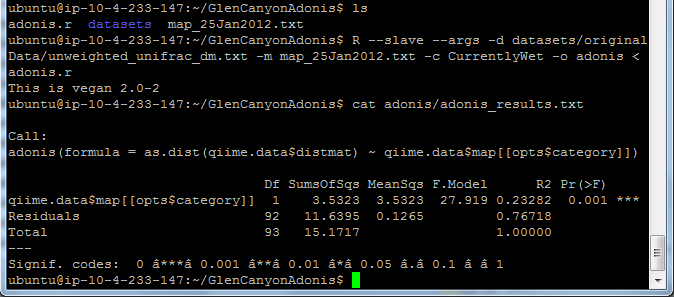 ubuntu@ip-10-4-233-147:~/GlenCanyonAdonis$ ls
adonis.r  datasets  map_25Jan2012.txt
ubuntu@ip-10-4-233-147:~/GlenCanyonAdonis$ R --slave --args -d datasets/original
Data/unweighted_unifrac_dm.txt -m map_25Jan2012.txt -c CurrentlyWet -o adonis <
adonis.r
This is vegan 2.0-2
ubuntu@ip-10-4-233-147:~/GlenCanyonAdonis$ cat adonis/adonis_results.txt
Call:
adonis(formula = as.dist(qiime.data$distmat) ~ qiime.data$map[[opts$category]])
Df SumsOfSqs MeanSqs F.Model      R2 Pr(>F)
qiime.data$map[[opts$category]]  1    3.5323  3.5323  27.919 0.23282  0.001 ***
Residuals                       92   11.6395  0.1265         0.76718
Total                           93   15.1717                 1.00000
---
Signif. codes:  0 â***â 0.001 â**â 0.01 â*â 0.05 â.â 0.1 â â 1
ubuntu@ip-10-4-233-147:~/GlenCanyonAdonis$